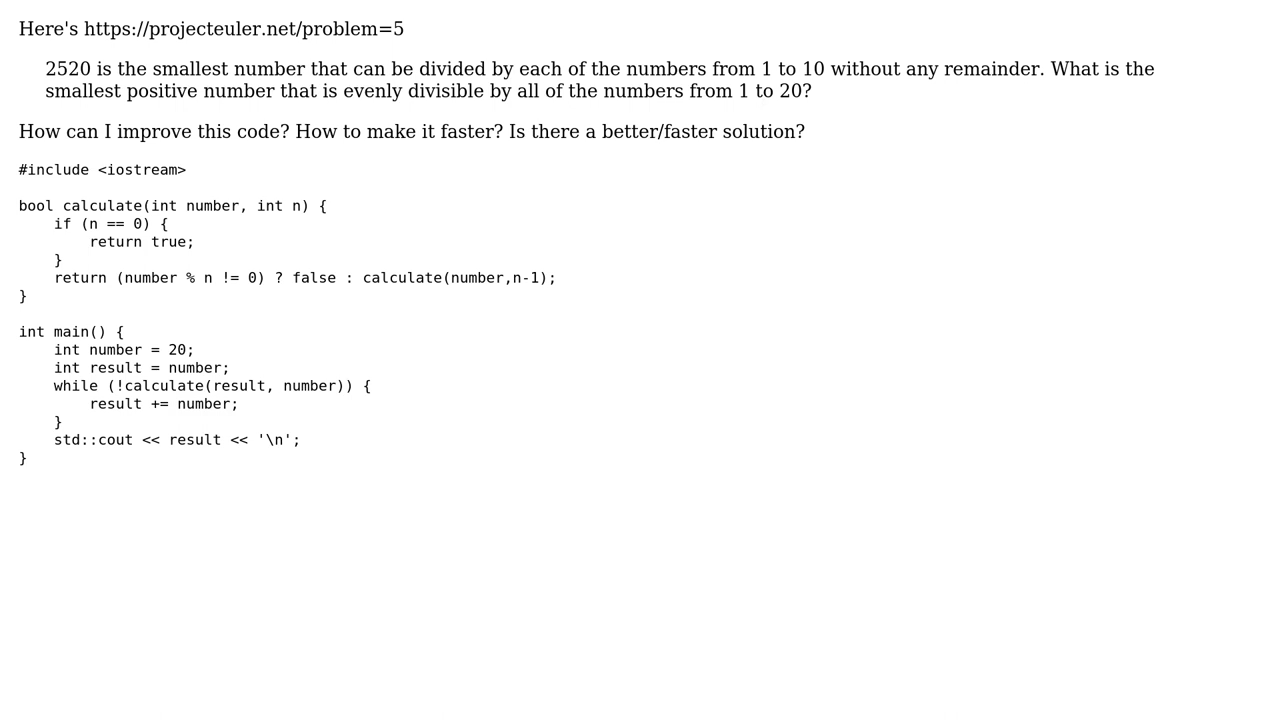 Here's https://projecteuler.net/problem=5
2520 is the smallest number that can be divided by each of the numbers from 1 to 10 without any remainder. What is the
smallest positive number that is evenly divisible by all of the numbers from 1 to 20?
How can I improve this code? How to make it faster? Is there a better/faster solution?
#include <iostream>
bool calculate(int number, int n) {
    if (n == 0) {
        return true;
    }
    return (number % n != 0) ? false : calculate(number,n-1);
}
int main() {
    int number = 20;
    int result = number;
    while (!calculate(result, number)) {
        result += number;
    }
    std::cout << result << '\n';
}